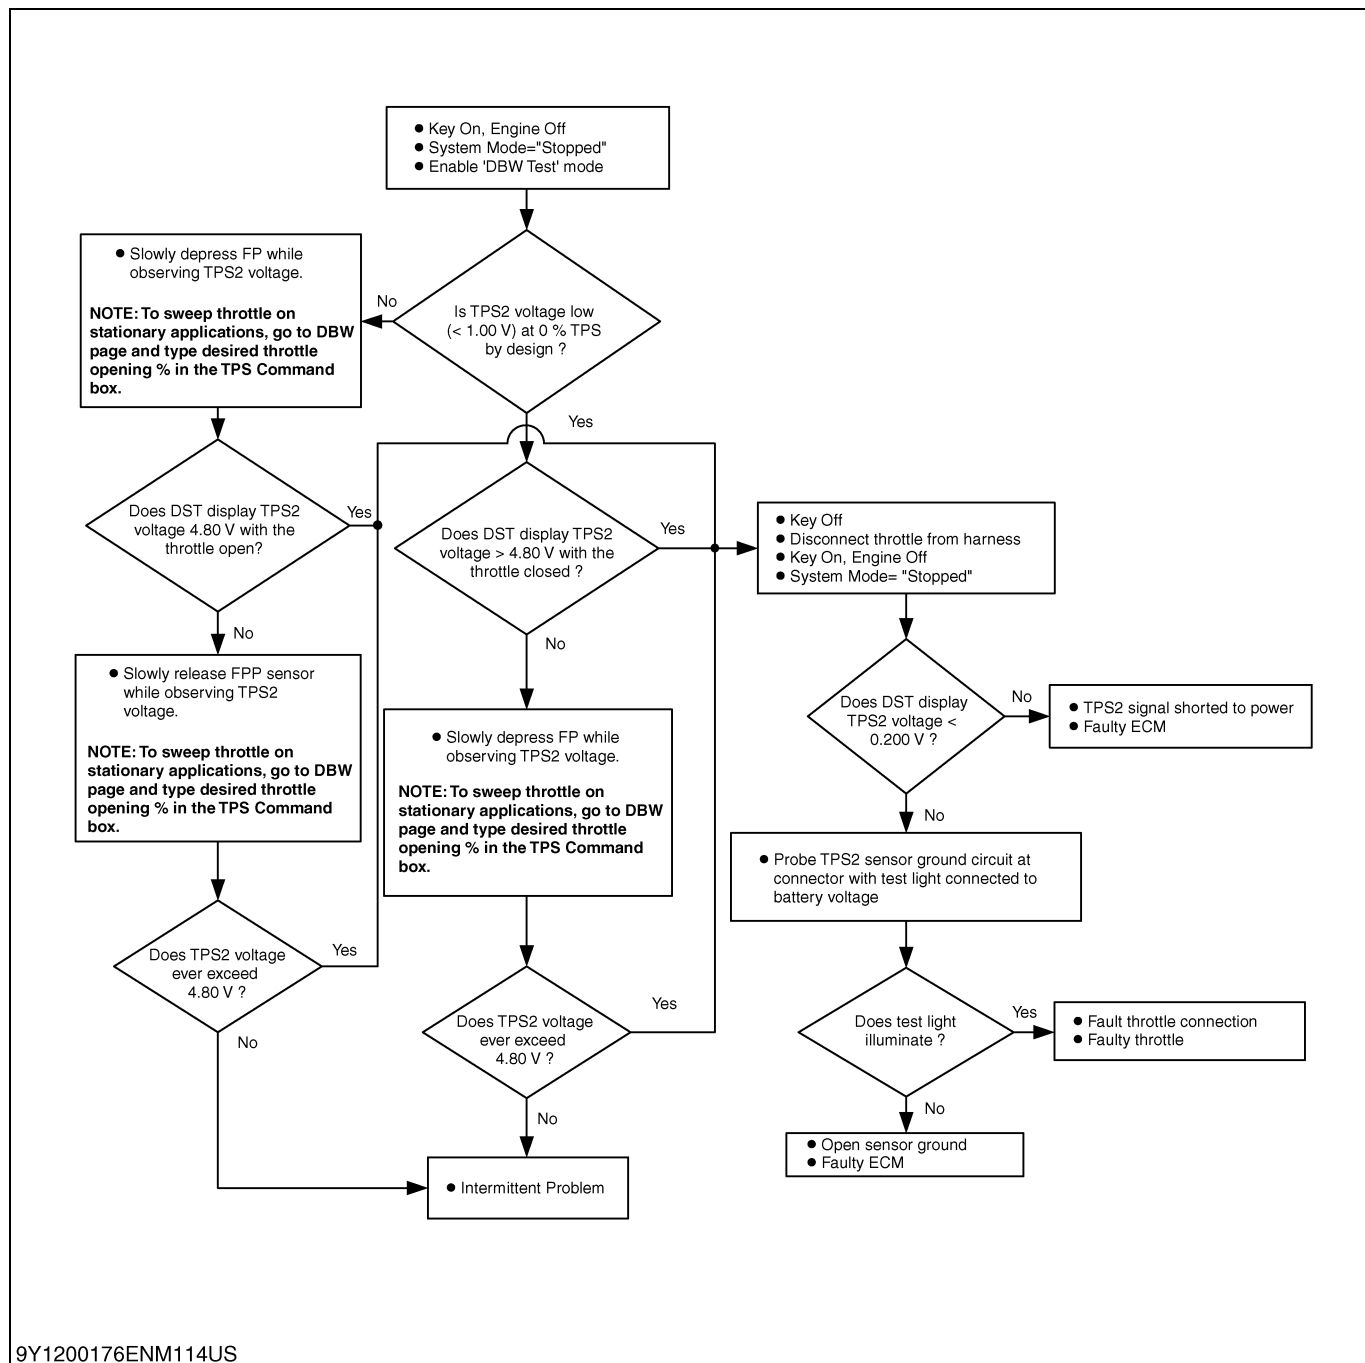 ● Key On, Engine Off
● System Mode="Stopped"
● Enable 'DBW Test' mode
Is TPS2 voltage low
(< 1.00 V) at 0 % TPS
by design ?
No
Yes
● Slowly depress FP while
observing TPS2 voltage.
NOTE: To sweep throttle on
stationary applications, go to DBW
page and type desired throttle
opening % in the TPS Command
box.
Does DST display TPS2
voltage 4.80 V with the
throttle open?
Yes
No
● Slowly release FPP sensor
while observing TPS2
voltage.
NOTE: To sweep throttle on
stationary applications, go to DBW
page and type desired throttle
opening % in the TPS Command
box.
Does TPS2 voltage
ever exceed
4.80 V ?
Yes
No
Does DST display TPS2
voltage > 4.80 V with the
throttle closed ?
Yes
No
● Slowly depress FP while
observing TPS2 voltage.
NOTE: To sweep throttle on
stationary applications, go to DBW
page and type desired throttle
opening % in the TPS Command
box.
Does TPS2 voltage
ever exceed
4.80 V ?
Yes
No
● Intermittent Problem
● Key Off
● Disconnect throttle from harness
● Key On, Engine Off
● System Mode= "Stopped"
Does DST display
TPS2 voltage <
0.200 V ?
No
● TPS2 signal shorted to power
● Faulty ECM
No
● Probe TPS2 sensor ground circuit at
connector with test light connected to
battery voltage
Does test light
illuminate ?
Yes
● Fault throttle connection
● Faulty throttle
No
● Open sensor ground
● Faulty ECM
9Y1200176ENM114US